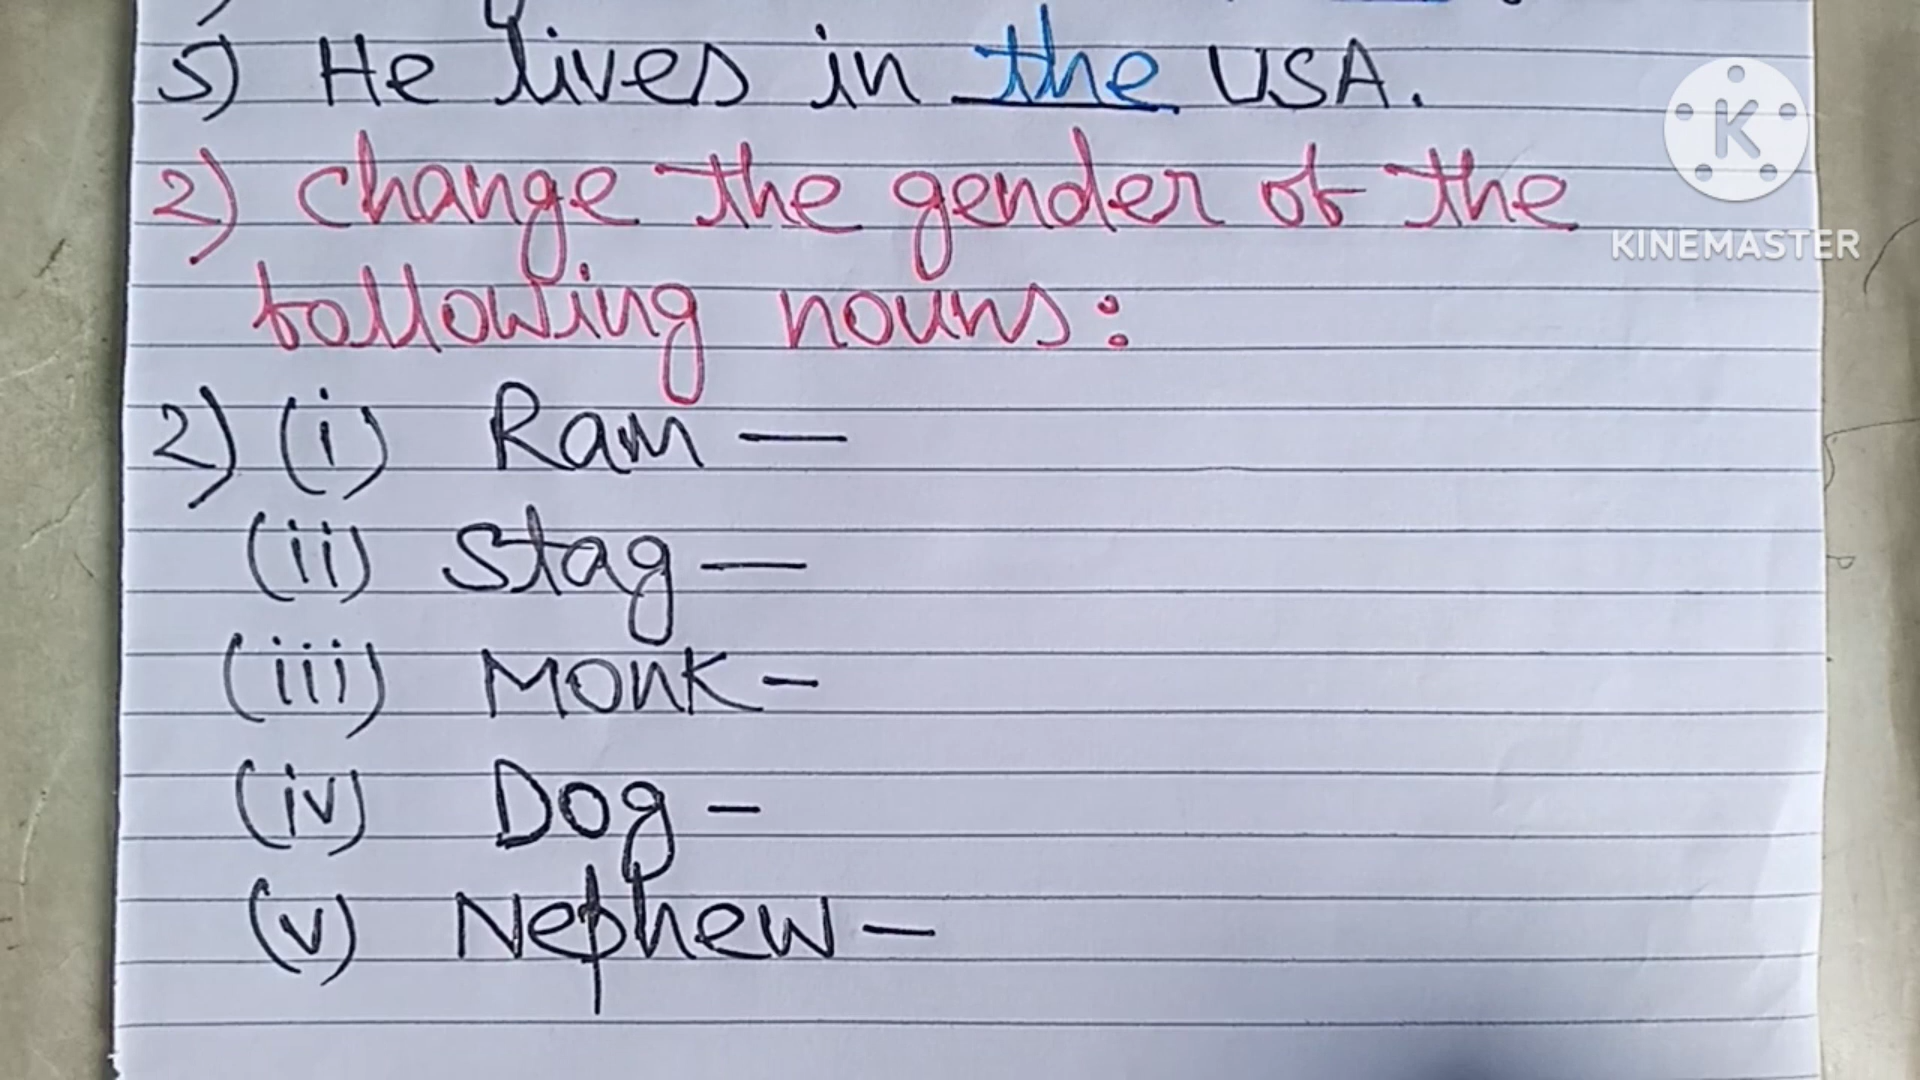 5) He lives in the USA.
2) Change the gender of the
following nouns:
2) (i) Ram —
(ii) Stag —
(iii) Monk -
(iv) Dog -
(v) Nephew -
K
KINEMASTER